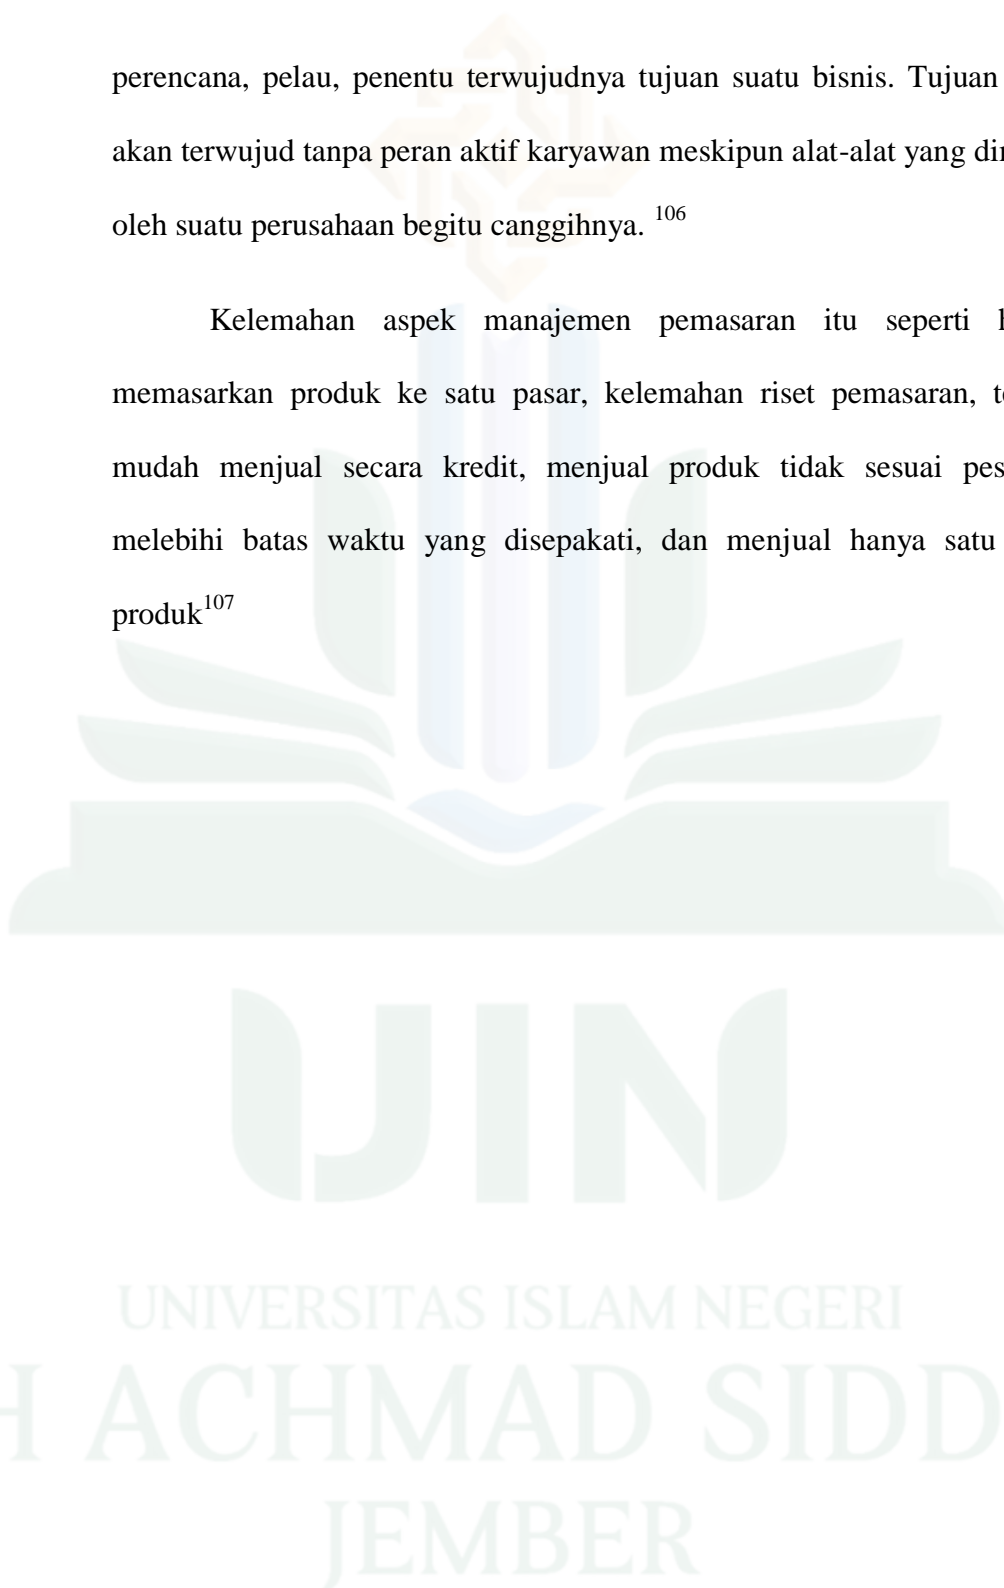 perencana, pelau, penentu terwujudnya tujuan suatu bisnis. Tujuan
akan terwujud tanpa peran aktif karyawan meskipun alat-alat yang
oleh suatu perusahaan begitu canggihnya. 106
Kelemahan aspek manajemen pemasaran itu seperti
memasarkan produk ke satu pasar, kelemahan riset pemasaran,
mudah menjual secara kredit, menjual produk tidak sesuai
melebihi batas waktu yang disepakati, dan menjual hanya satu
produk107
UIN
UNIVERSITAS ISLAM NEGERI
H ACHMAD SIDD
JEMBER